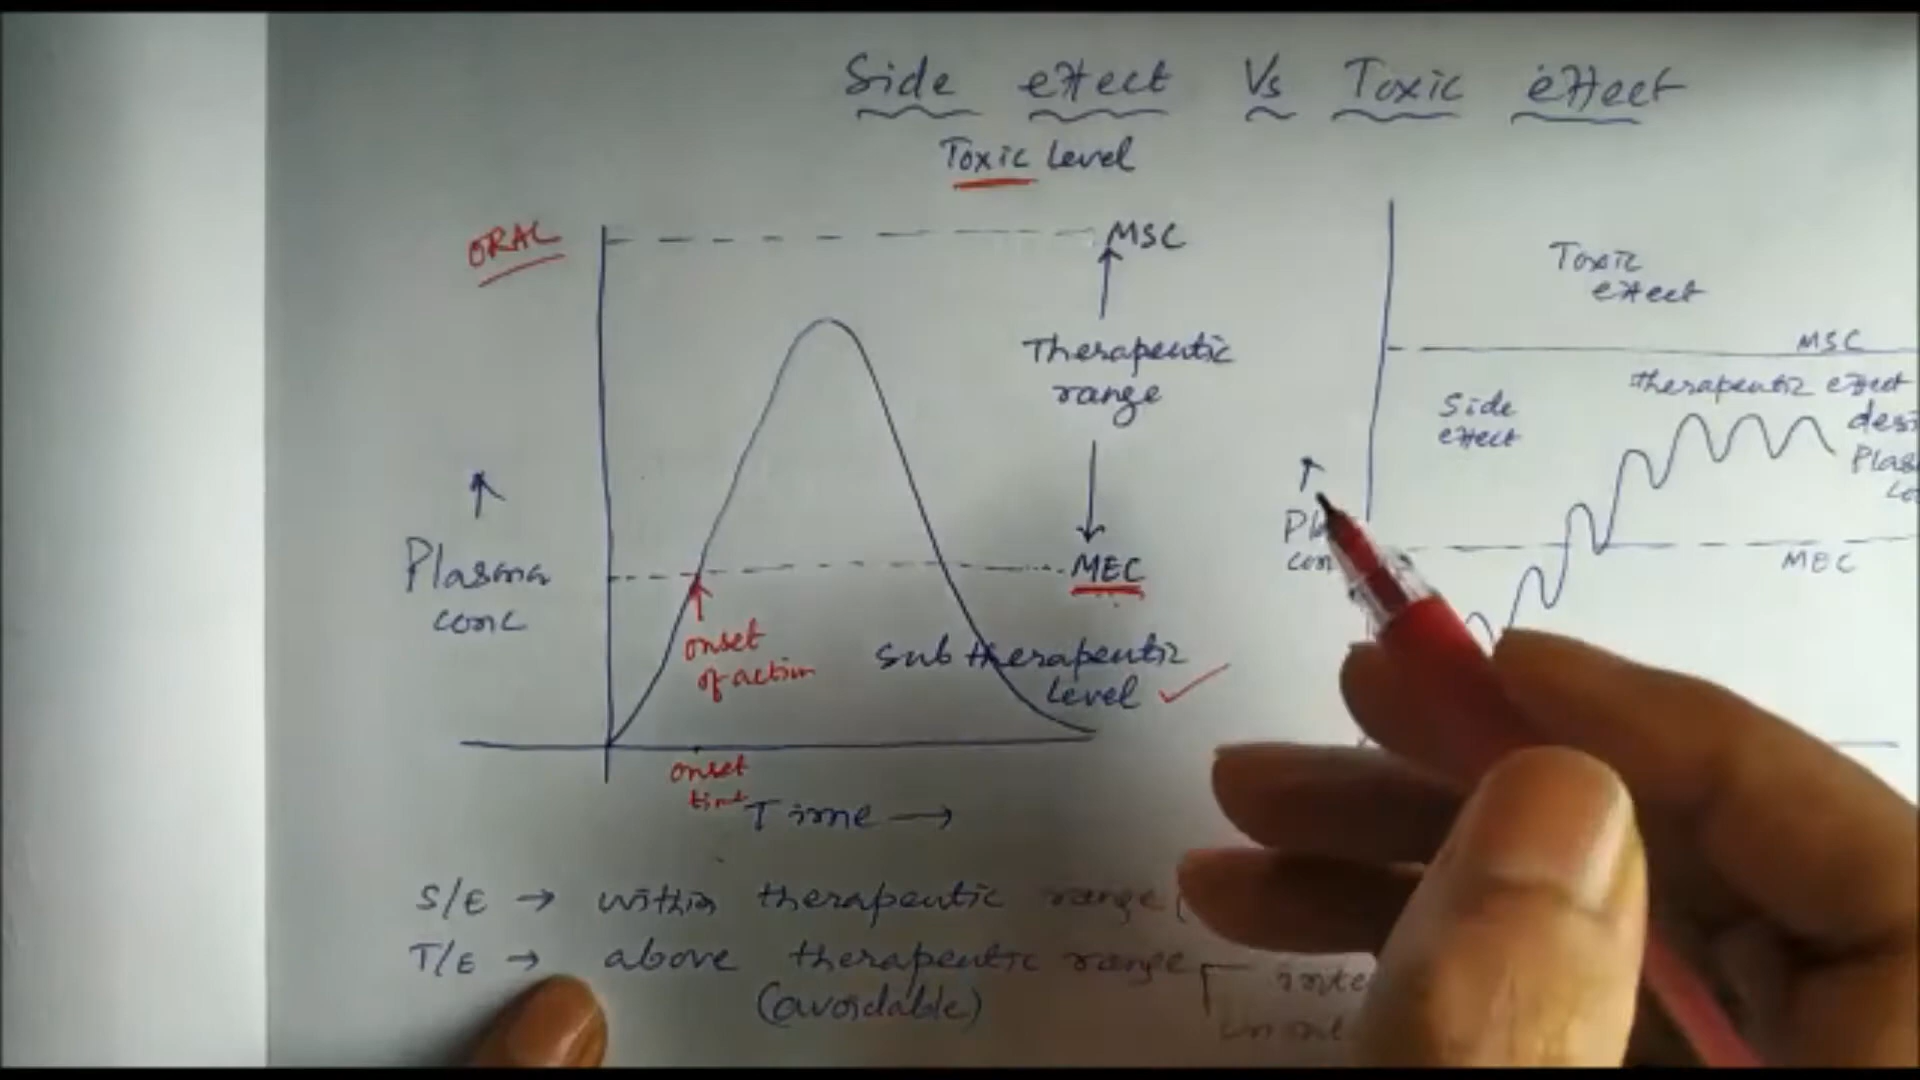 Side effect Vs Toxic effect
Toxic Level
ORAL
MSC
Therapeutic
range
Plasma
conc
MEC
onset
of action
Sub therapeutic
Level
onset
time
Time
S/E → within therapeutic range
T/E → above therapeutic range
(avoidable)
Toxic
effect
MSC
therapeutic effect
Side
effect
MEC